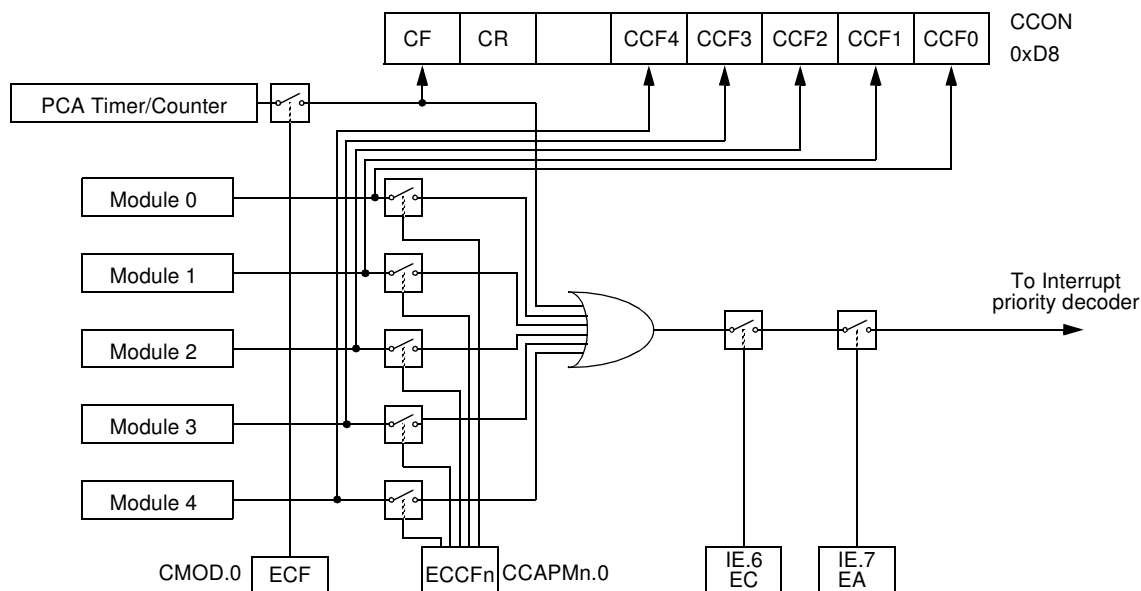 CF CR CCF4 CCF3 CCF2 CCF1 CCF0
CCON
0xD8
PCA Timer/Counter
Module 0
Module 1
Module 2
Module 3
Module 4
To Interrupt
priority decoder
CMOD.0 ECF
ECCFn CCAPMn.0
IE.6
EC
IE.7
EA